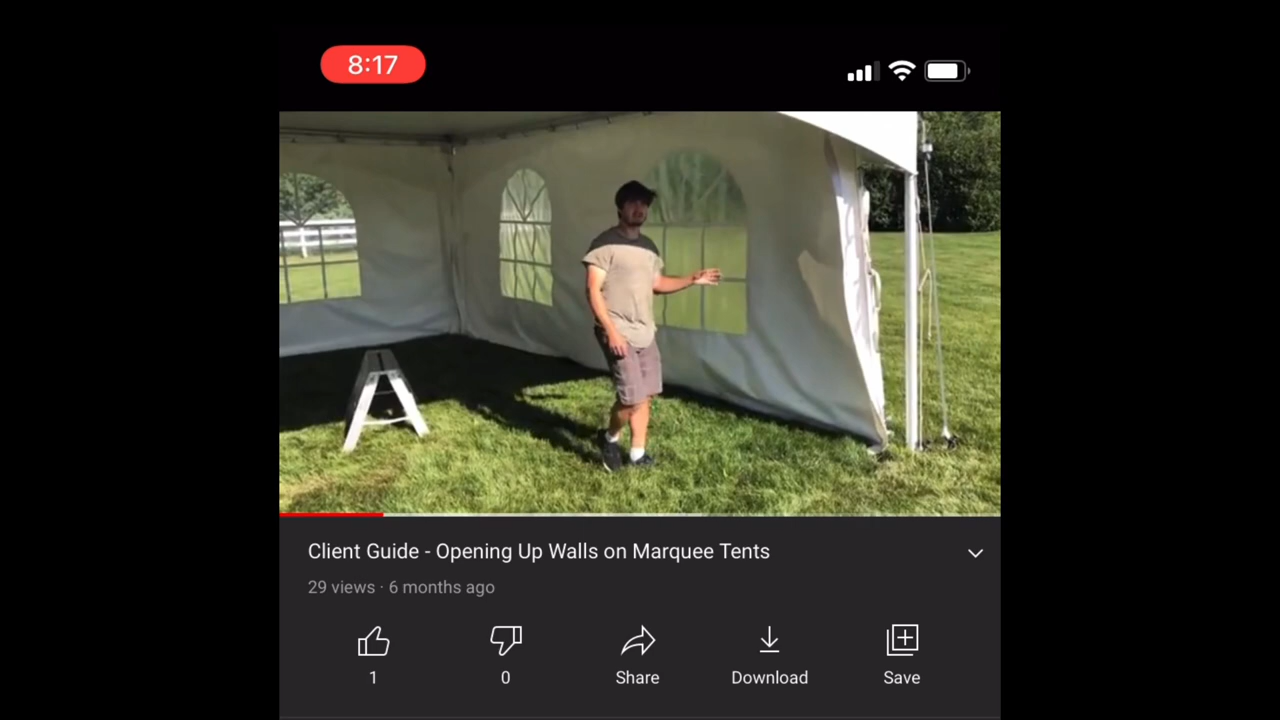 8:17
Client Guide - Opening Up Walls on Marquee Tents
29 views · 6 months ago
1
0
Share
Download
Save